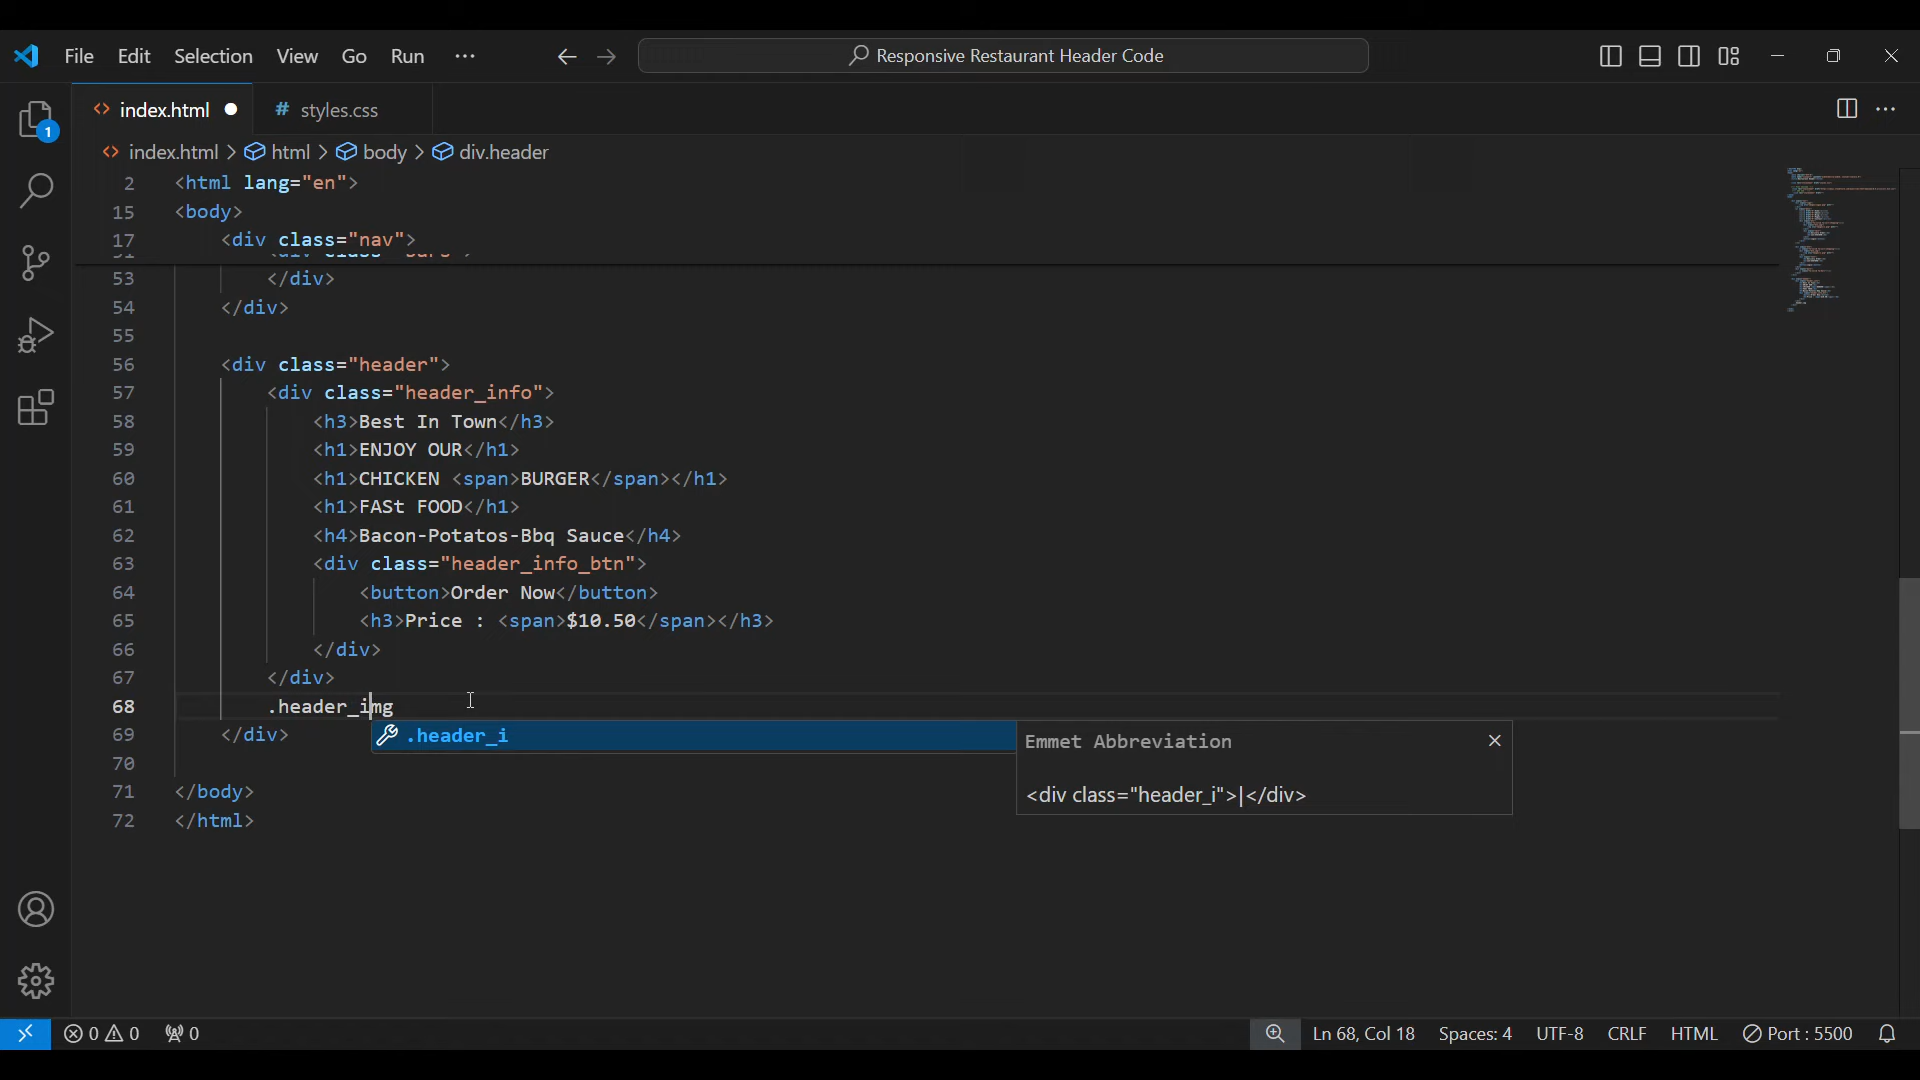 File Edit Selection View Go Run ··· Responsive Restaurant Header Code
1
index.html # styles.css
index.html > html > body > div.header
2 <html lang="en">
15 <body>
17 <div class="nav">
53 </div>
54 </div>
55
56 <div class="header">
57 <div class="header_info">
58 <h3>Best In Town</h3>
59 <h1>ENJOY OUR</h1>
60 <h1>CHICKEN <span>BURGER</span></h1>
61 <h1>FASt FOOD</h1>
62 <h4>Bacon-Potatos-Bbq Sauce</h4>
63 <div class="header_info_btn">
64 <button>Order Now</button>
65 <h3>Price : <span>$10.50</span></h3>
66 </div>
67 </div>
68 .header_img
69 </div>
.header_i
Emmet Abbreviation
<div class="header_i">|</div>
70
71 </body>
72 </html>
0 0 0 Ln 68, Col 18 Spaces: 4 UTF-8 CRLF HTML Port : 5500